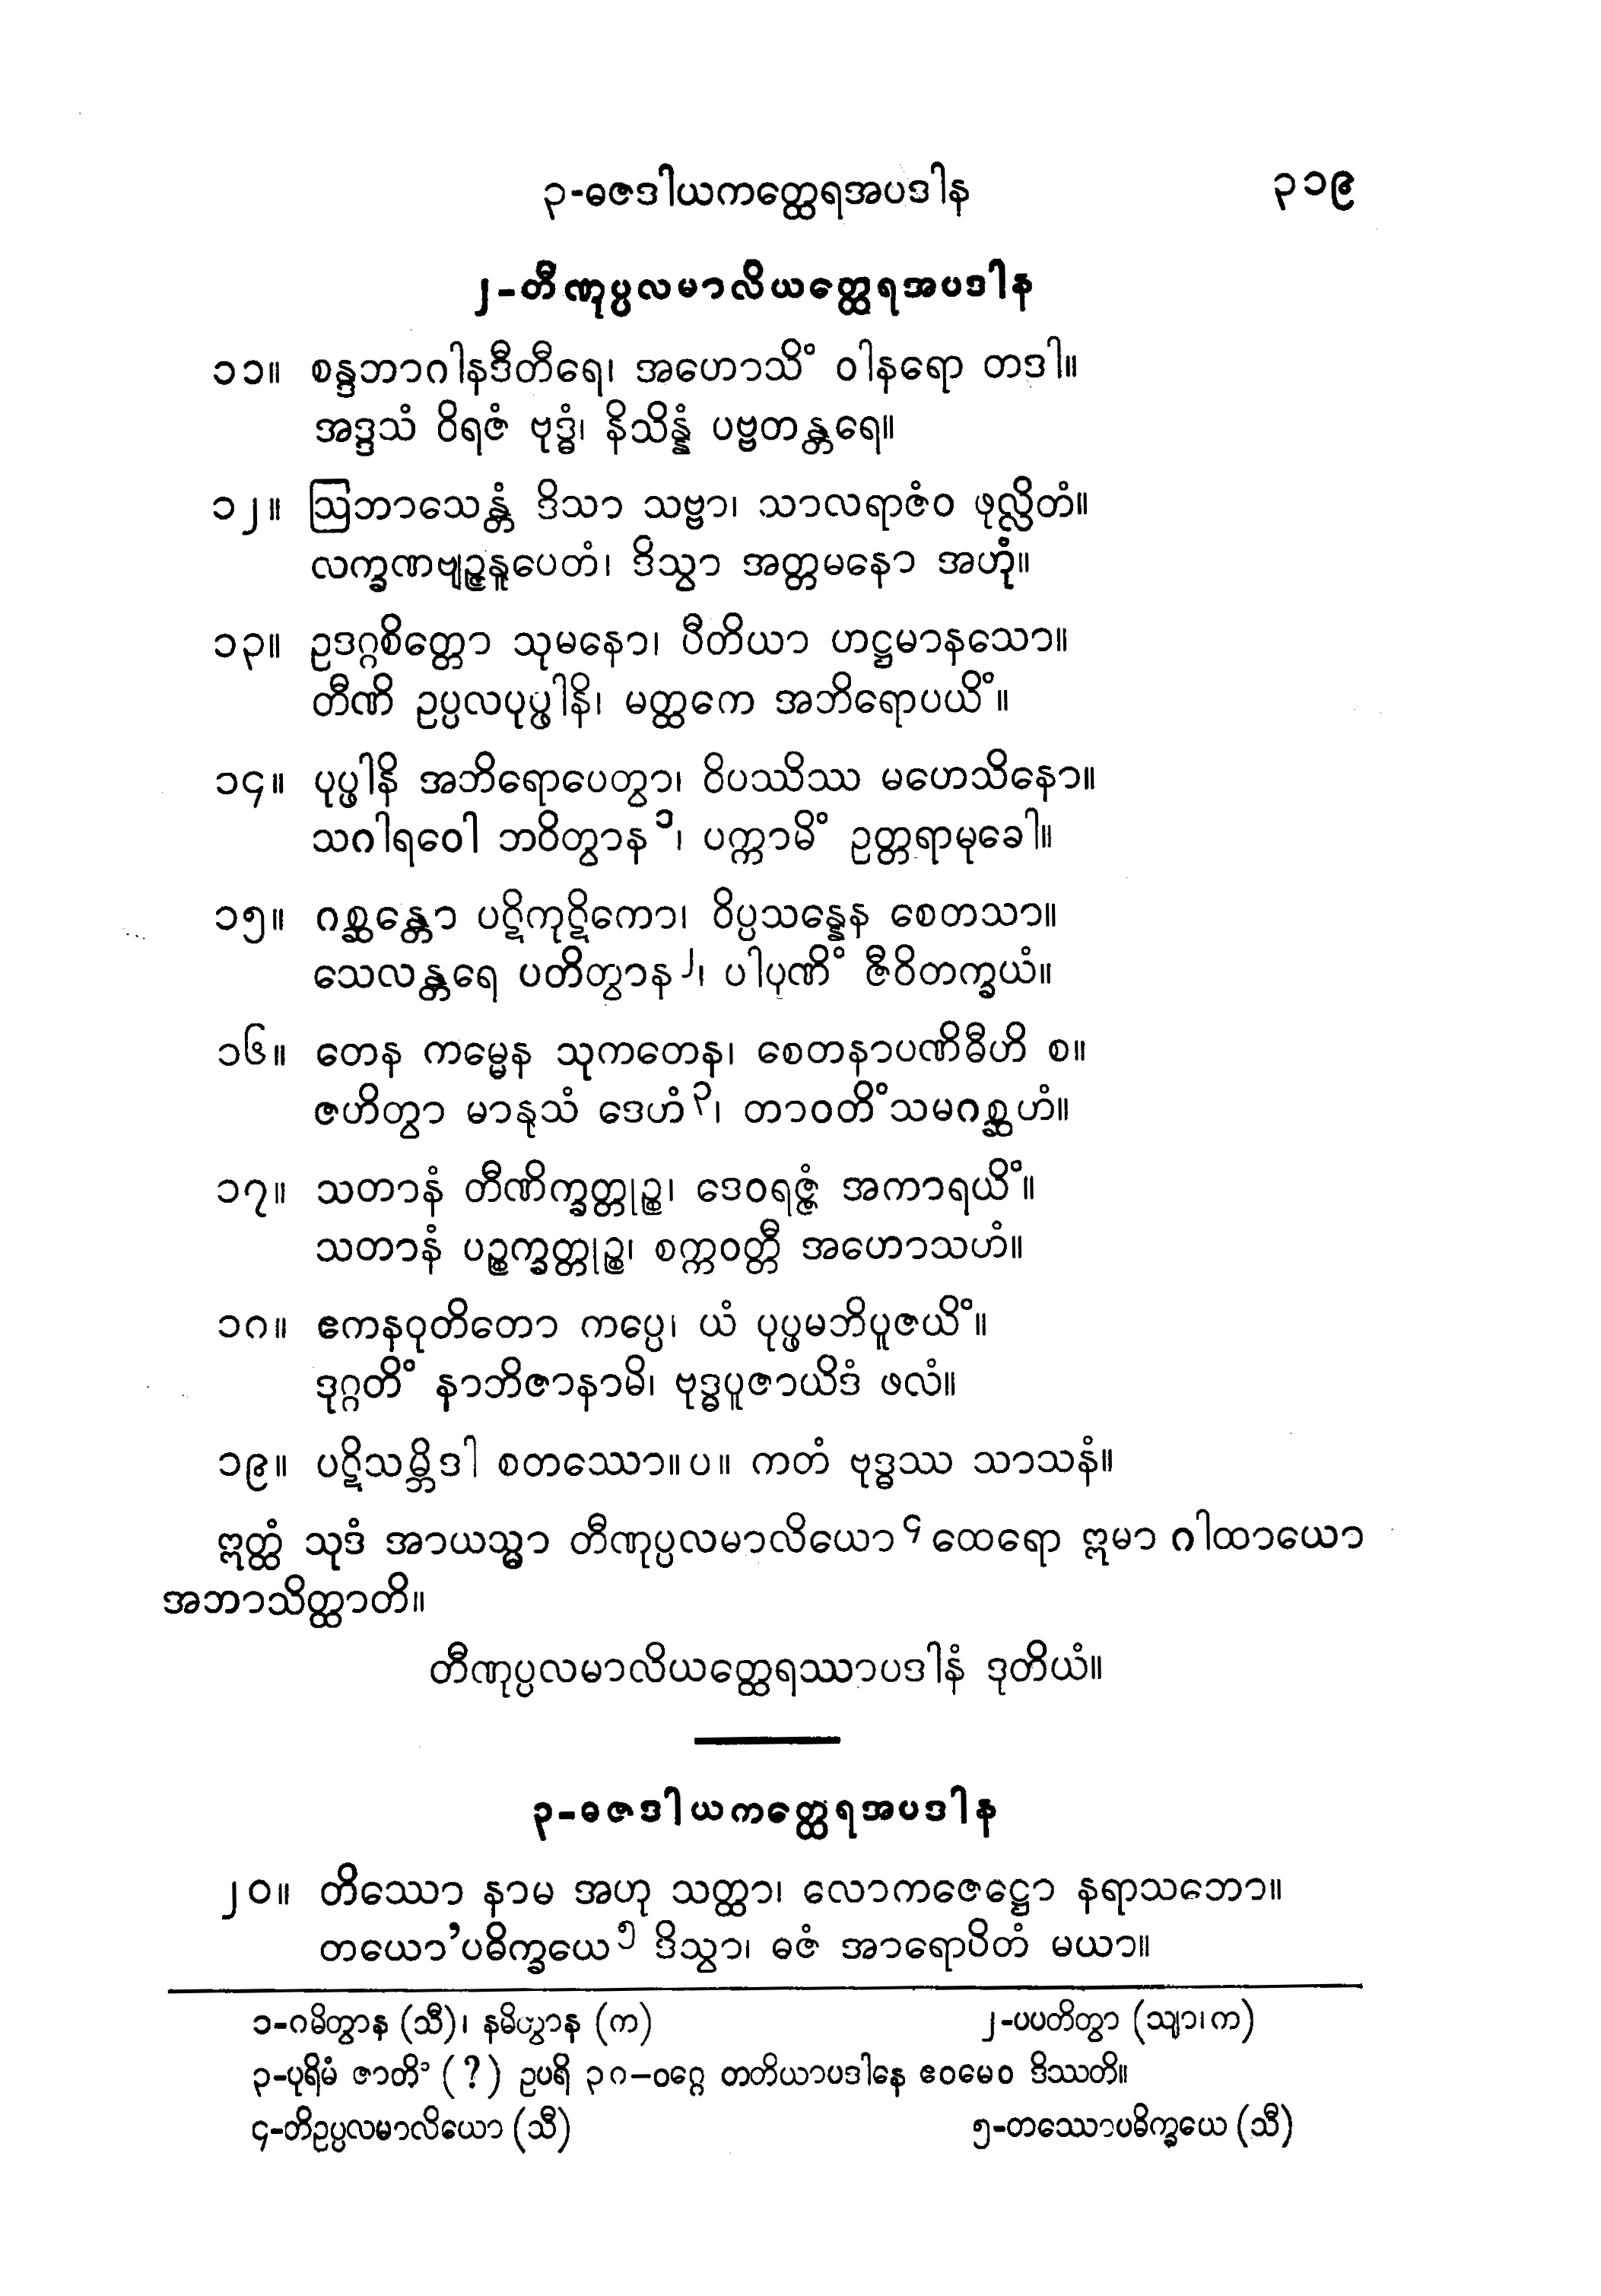 ၃-ဓဇဒါယကတ္ထေရအပဒါန ၃၁၉
၂-တီဏုပ္ပလမာလိယတ္ထေရအပဒါန
၁၁။ စန္ဒဘာဂါနဒီတီရေ၊ အဟောသိံ ဝါနရော တဒါ။
အဒ္ဒသံ ဝိရဇံ ဗုဒ္ဓံ၊ နိသိန္နံ ပဗ္ဗတန္တရေ။
၁၂။ ဩဘာသေန္တံ ဒိသာ သဗ္ဗာ၊ သာလရာဇံဝ ဖုလ္လိတံ။
လက္ခဏဗျဉ္ဇနူပေတံ၊ ဒိသွာ အတ္တမနော အဟုံ။
၁၃။ ဥဒဂ္ဂစိတ္တော သုမနော၊ ပီတိယာ ဟဋ္ဌမာနသော။
တီဏိ ဥပ္ပလပုပ္ဖါနိ၊ မတ္ထကေ အဘိရောပယိံ။
၁၄။ ပုပ္ဖါနိ အဘိရောပေတွာ၊ ဝိပဿိဿ မဟေသိနော။
သဂါရဝေါ ဘဝိတွာန ၁၊ ပက္ကာမိံ ဥတ္တရာမုခေါ။
၁၅။ ဂစ္ဆန္တော ပဋိကုဋိကော၊ ဝိပ္ပသန္နေန စေတသာ။
သေလန္တရေ ပတိတွာန ၂၊ ပါပုဏိံ ဇီဝိတက္ခယံ။
၁၆။ တေန ကမ္မေန သုကတေန၊ စေတနာပဏိဓီဟိ စ။
ဇဟိတွာ မာနုသံ ဒေဟံ ၃၊ တာဝတိံသမဂစ္ဆဟံ။
၁၇။ သတာနံ တီဏိက္ခတ္တုဉ္စ၊ ဒေဝရဇ္ဇံ အကာရယိံ။
သတာနံ ပဉ္စက္ခတ္တုဉ္စ၊ စက္ကဝတ္တီ အဟောသဟံ။
၁၈။ ဧကနဝုတိတော ကပ္ပေ၊ ယံ ပုပ္ဖမဘိပူဇယိံ။
ဒုဂ္ဂတိံ နာဘိဇာနာမိ၊ ဗုဒ္ဓပူဇာယိဒံ ဖလံ။
၁၉။ ပဋိသမ္ဘိဒါ စတဿော။ပ။ ကတံ ဗုဒ္ဓဿ သာသနံ။
ဣတ္ထံ သုဒံ အာယသ္မာ တီဏုပ္ပလမာလိယော ၄ ထေရော ဣမာ ဂါထာယော
အဘာသိတ္ထာတိ။
တီဏုပ္ပလမာလိယတ္ထေရဿာပဒါနံ ဒုတိယံ။
၃-ဓဇဒါယကတ္ထေရအပဒါန
၂၀။ တိဿော နာမ အဟု သတ္ထာ၊ လောကဇေဋ္ဌော နရာသဘော။
တယော’ပဓိက္ခယေ ၅ ဒိသွာ၊ ဓဇံ အာရောပိတံ မယာ။
၁-ဂမိတွာန (သီ)၊ နမိတွာန (က) ၂-ပပတိတွာ (သျာ၊က)
၃-ပုရိမံ ဇာတိံ (?) ဥပရိ ၃၈-ဝဂ္ဂေ တတိယာပဒါနေ ဧဝမေဝ ဒိဿတိ။
၄-တိဥပ္ပလမာလိယော (သီ) ၅-တဿောပဓိက္ခယေ (သီ)